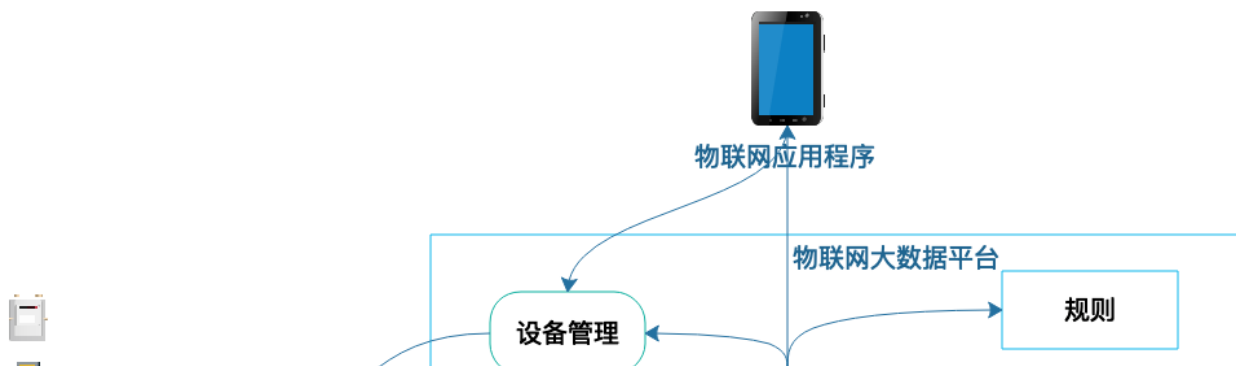 物联网应用程序
物联网大数据平台
规则
设备管理